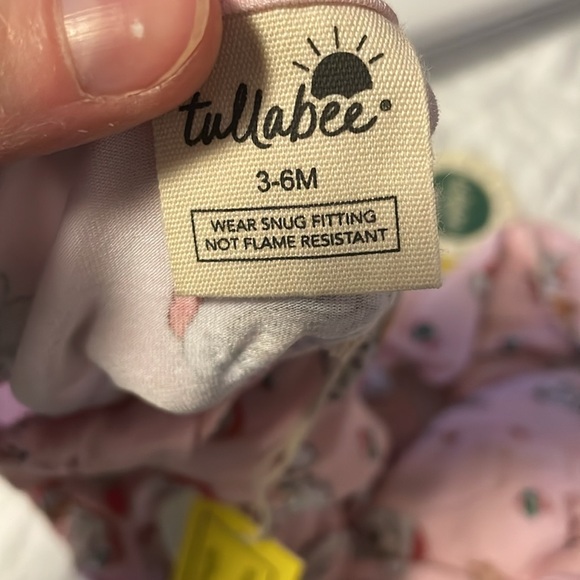 tullabee®
3-6M
WEAR SNUG FITTING
NOT FLAME RESISTANT